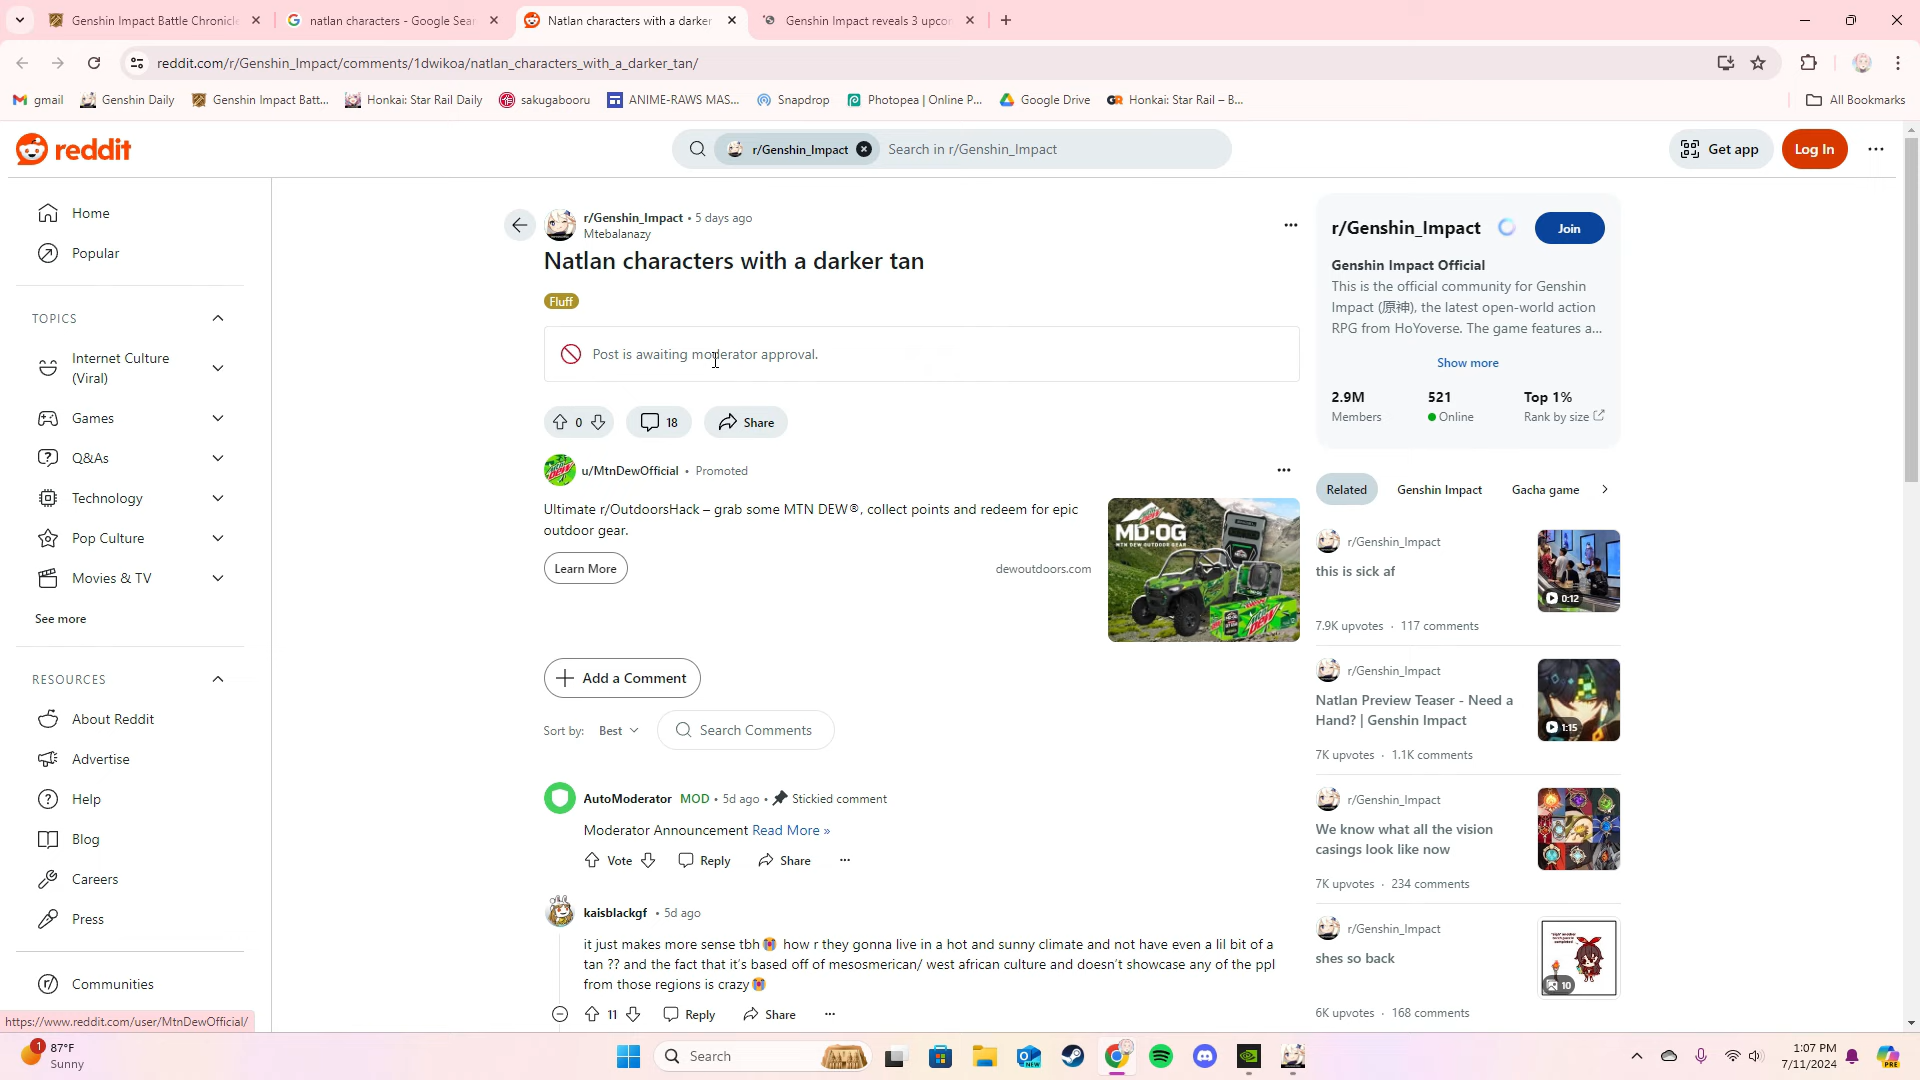 Genshin Impact Battle Chronicle
natlan characters - Google Sear
Natlan characters with a darker
Genshin Impact reveals 3 upcon
reddit.com/r/Genshin_Impact/comments/1dwikoa/natlan_characters_with_a_darker_tan/
gmail
Genshin Daily
Genshin Impact Batt...
Honkai: Star Rail Daily
sakugabooru
ANIME-RAWS MAS...
Snapdrop
Photopea | Online P...
Google Drive
Honkai: Star Rail – B...
All Bookmarks
reddit
r/Genshin_Impact
Search in r/Genshin_Impact
Get app
Log In
Home
Popular
TOPICS
Internet Culture
(Viral)
Games
Q&As
Technology
Pop Culture
Movies & TV
See more
RESOURCES
About Reddit
Advertise
Help
Blog
Careers
Press
Communities
https://www.reddit.com/user/MtnDewOfficial/
r/Genshin_Impact • 5 days ago
Mtebalanazy
Natlan characters with a darker tan
Fluff
Post is awaiting moderator approval.
0
18
Share
u/MtnDewOfficial • Promoted
Ultimate r/OutdoorsHack – grab some MTN DEW®, collect points and redeem for epic
outdoor gear.
Learn More
dewoutdoors.com
MD-OG
MTN DEW OUTDOOR GEAR
Add a Comment
Sort by: Best
Search Comments
AutoModerator MOD • 5d ago • Stickied comment
Moderator Announcement Read More »
Vote
Reply
Share
kaisblackgf • 5d ago
it just makes more sense tbh😭 how r they gonna live in a hot and sunny climate and not have even a lil bit of a
tan ?? and the fact that it's based off of mesosmerican/ west african culture and doesn't showcase any of the ppl
from those regions is crazy😭
11
Reply
Share
r/Genshin_Impact
Join
Genshin Impact Official
This is the official community for Genshin
Impact (原神), the latest open-world action
RPG from HoYoverse. The game features a...
Show more
2.9M
521
Top 1%
Members
Online
Rank by size
Related
Genshin Impact
Gacha game
r/Genshin_Impact
this is sick af
0:12
7.9K upvotes · 117 comments
r/Genshin_Impact
Natlan Preview Teaser - Need a
Hand? | Genshin Impact
1:15
7K upvotes · 1.1K comments
r/Genshin_Impact
We know what all the vision
casings look like now
7K upvotes · 234 comments
r/Genshin_Impact
shes so back
10
6K upvotes · 168 comments
1
87°F
Sunny
Search
NEW
1:07 PM
7/11/2024
PRE